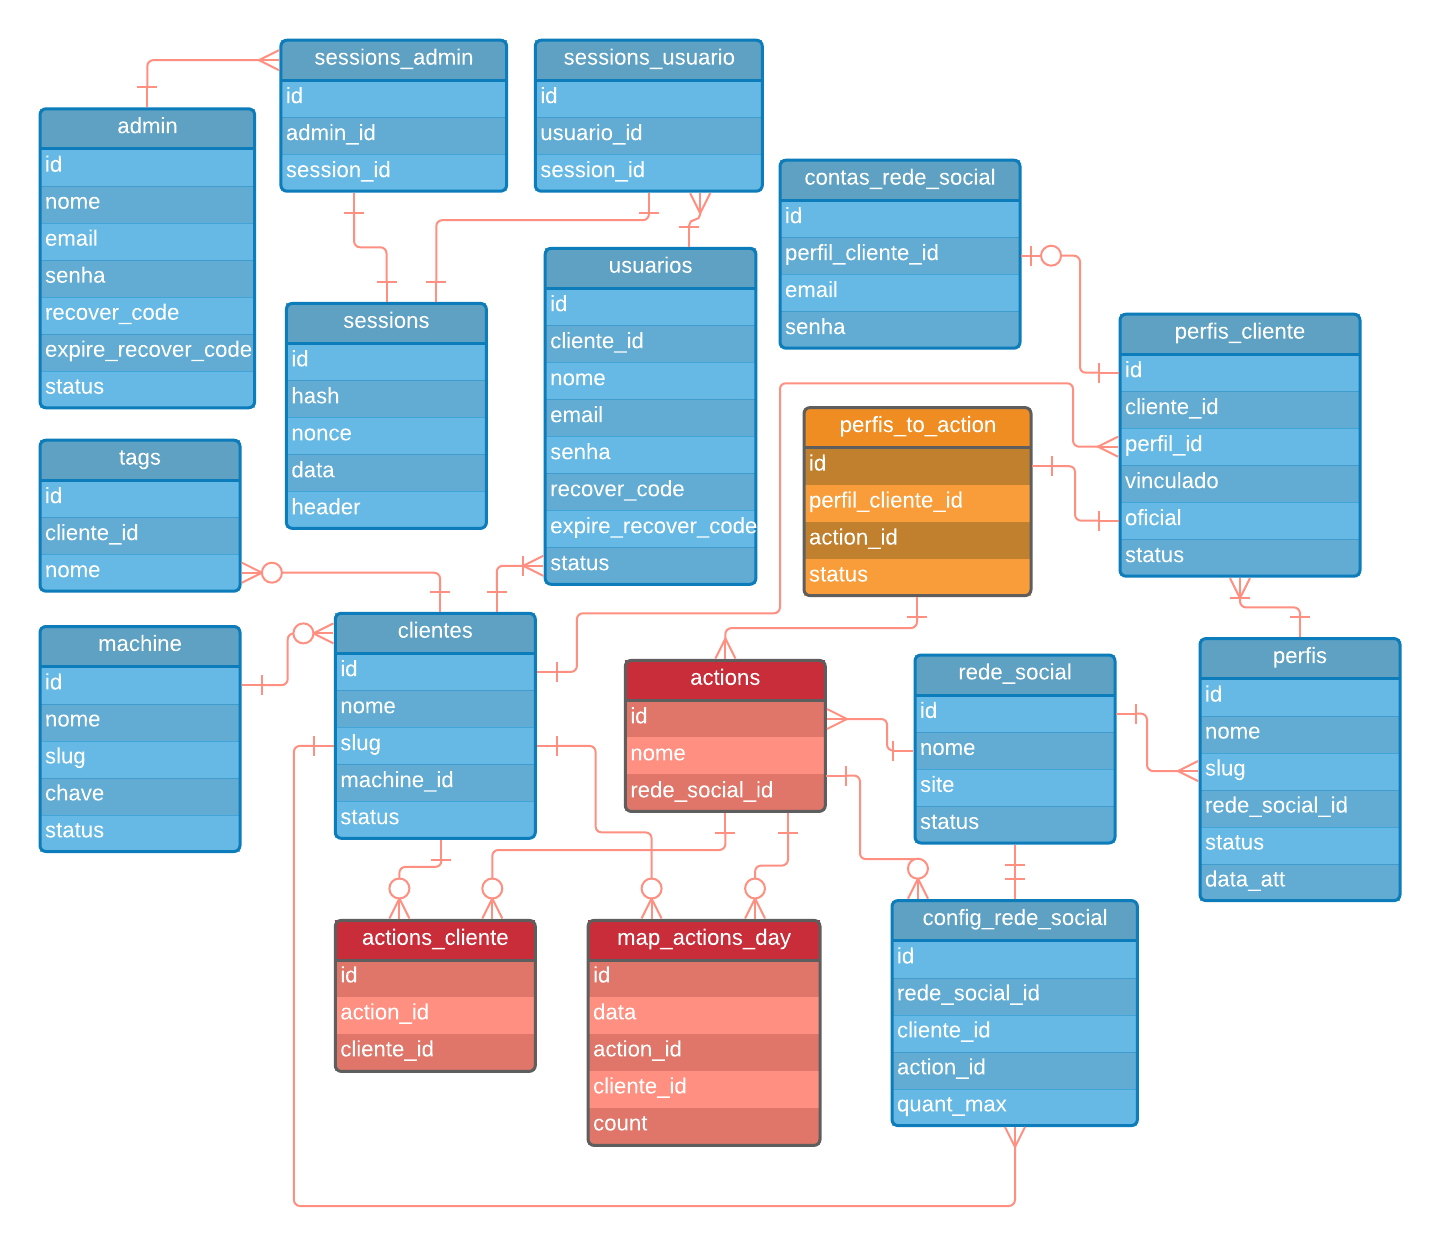 sessions_admin
id
admin_id
session_id
sessions_usuario
id
usuario_id
session_id
admin
id
nome
email
senha
recover_code
expire_recover_code
status
contas_rede_social
id
perfil_cliente_id
email
senha
usuarios
id
cliente_id
nome
email
senha
recover_code
expire_recover_code
status
sessions
id
hash
nonce
data
header
perfis_cliente
id
cliente_id
perfil_id
vinculado
oficial
status
perfis_to_action
id
perfil_cliente_id
action_id
status
tags
id
cliente_id
nome
machine
id
nome
slug
chave
status
clientes
id
nome
slug
machine_id
status
actions
id
nome
rede_social_id
rede_social
id
nome
site
status
perfis
id
nome
slug
rede_social_id
status
data_att
actions_cliente
id
action_id
cliente_id
map_actions_day
id
data
action_id
cliente_id
count
config_rede_social
id
rede_social_id
cliente_id
action_id
quant_max